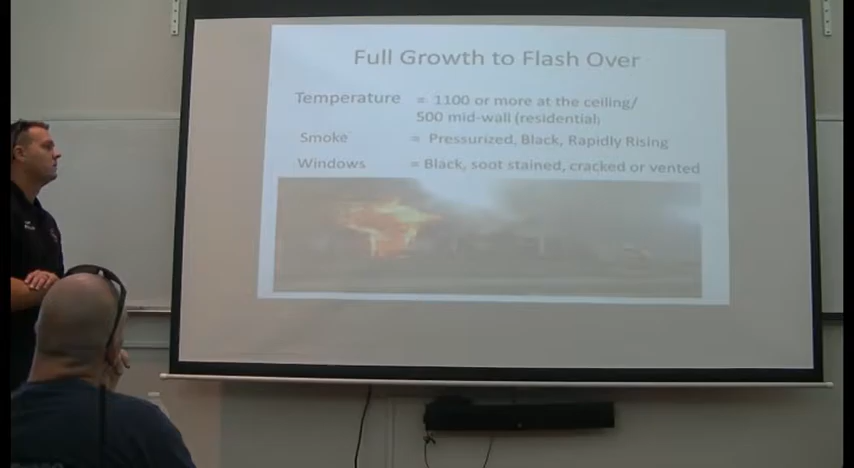 Full Growth to Flash Over
Temperature = 1100 or more at the ceiling/
500 mid-wall (residential)
Smoke = Pressurized, Black, Rapidly Rising
Windows = Black, soot stained, cracked or vented